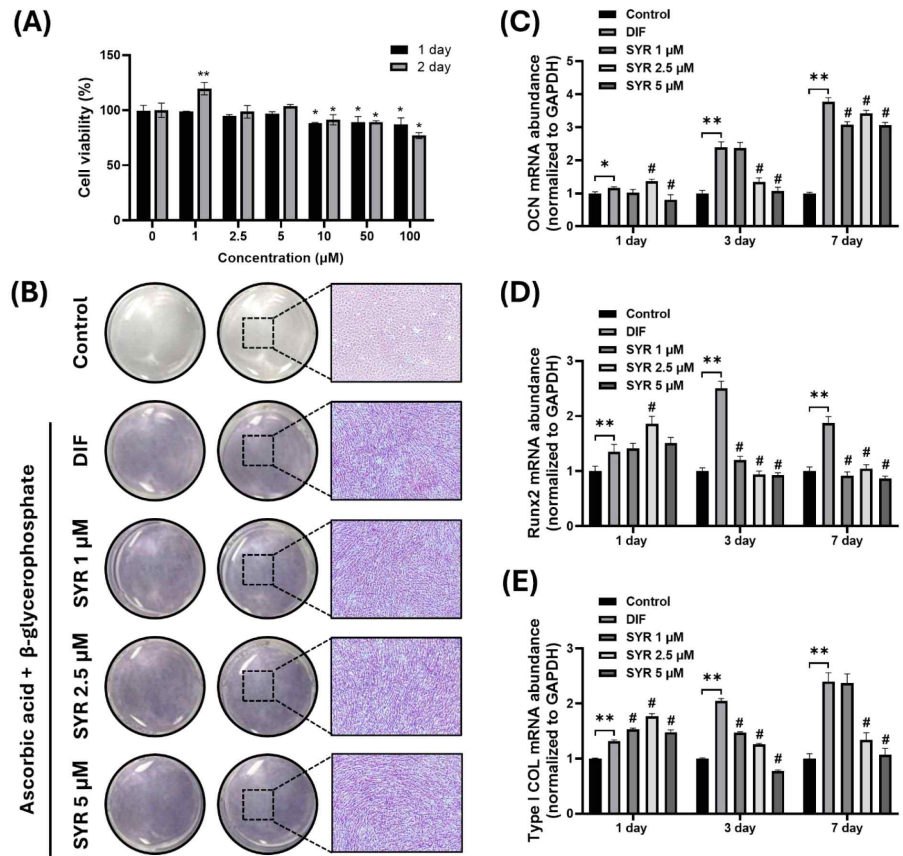 (A)
1 day
2 day
Cell viability (%)
150
100
50
0
**
*
*
*
*
*
*
0 1 2.5 5 10 50 100
Concentration (µM)
(B)
Control
DIF
SYR 1 µM
SYR 2.5 µM
SYR 5 µM
Ascorbic acid + β-glycerophosphate
(C)
Control
DIF
SYR 1 µM
SYR 2.5 µM
SYR 5 µM
OCN mRNA abundance
(normalized to GAPDH)
5
4
3
2
1
0
*
#
#
**
#
#
**
#
#
#
1 day 3 day 7 day
(D)
Control
DIF
SYR 1 µM
SYR 2.5 µM
SYR 5 µM
Runx2 mRNA abundance
(normalized to GAPDH)
3
2
1
0
**
#
**
#
#
#
**
#
#
#
1 day 3 day 7 day
(E)
Control
DIF
SYR 1 µM
SYR 2.5 µM
SYR 5 µM
Type I COL mRNA abundance
(normalized to GAPDH)
3
2
1
0
**
#
#
#
**
#
#
#
**
#
#
1 day 3 day 7 day